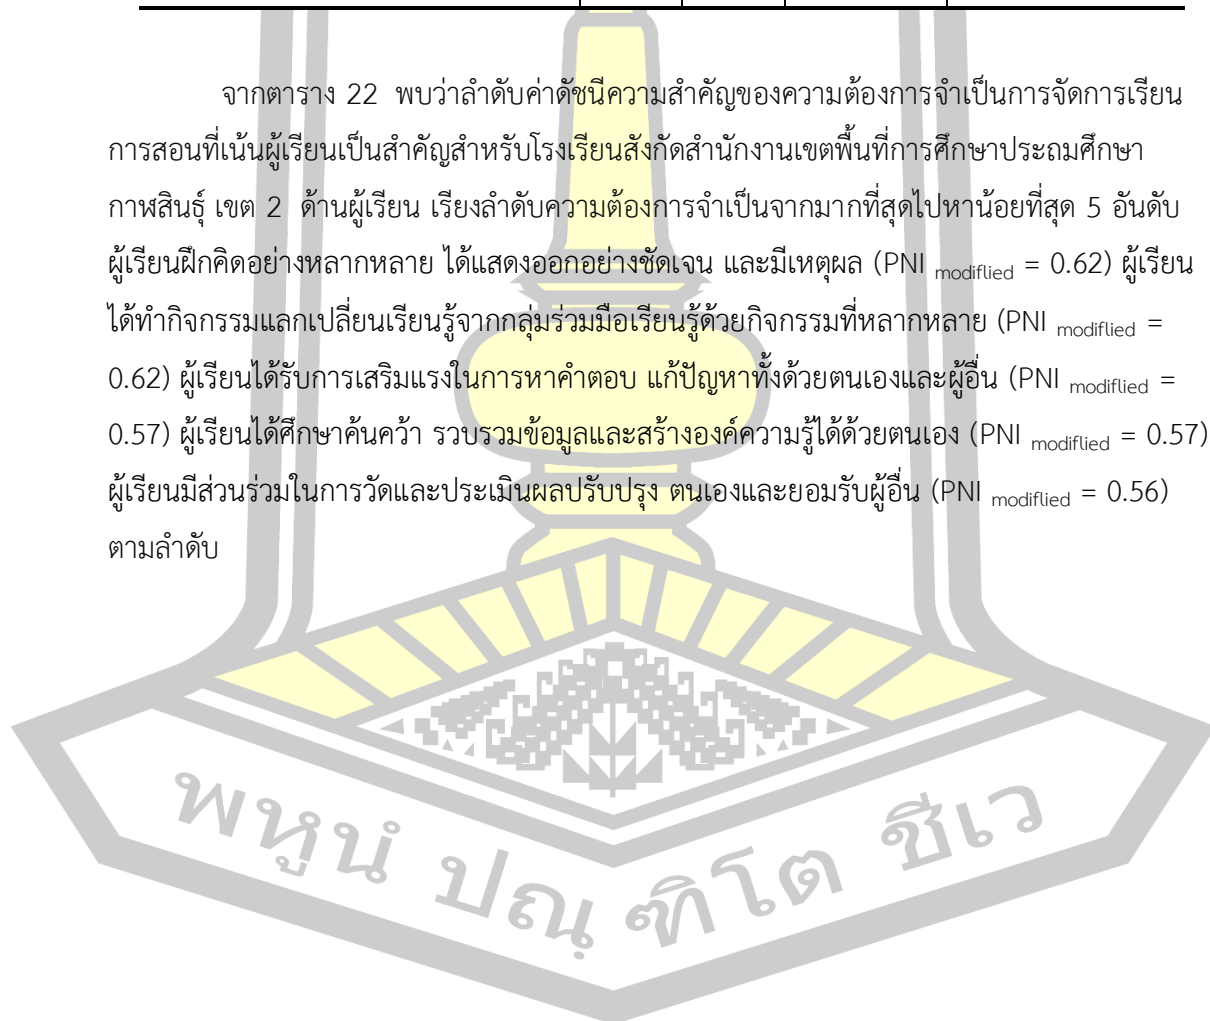 จากตาราง 22 พบว่าลำดับค่าดัชนีความสำคัญของความต้องการจำเป็นการจัดการเรียน
การสอนที่เน้นผู้เรียนเป็นสำคัญสำหรับโรงเรียนสังกัดสำนักงานเขตพื้นที่การศึกษาประถมศึกษา
กาฬสินธุ์ เขต 2 ด้านผู้เรียน เรียงลำดับความต้องการจำเป็นจากมากที่สุดไปหาน้อยที่สุด 5 อันดับ
ผู้เรียนฝึกคิดอย่างหลากหลาย ได้แสดงออกอย่างชัดเจน และมีเหตุผล (PNI modiflied = 0.62) ผู้เรียน
ได้ทำกิจกรรมแลกเปลี่ยนเรียนรู้จากกลุ่มร่วมมือเรียนรู้ด้วยกิจกรรมที่หลากหลาย (PNI modiflied =
0.62) ผู้เรียนได้รับการเสริมแรงในการหาคำตอบ แก้ปัญหาทั้งด้วยตนเองและผู้อื่น (PNI modiflied =
0.57) ผู้เรียนได้ศึกษาค้นคว้า รวบรวมข้อมูลและสร้างองค์ความรู้ได้ด้วยตนเอง (PNI modiflied = 0.57)
ผู้เรียนมีส่วนร่วมในการวัดและประเมินผลปรับปรุง ตนเองและยอมรับผู้อื่น (PNI modiflied = 0.56)
ตามลำดับ
พหูนํ ปณฺฑิโต ชีเว